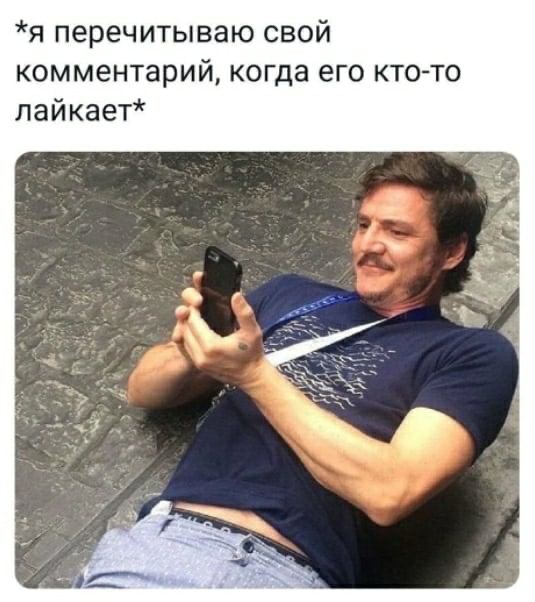 *я перечитываю свой
комментарий, когда его кто-то
лайкает*